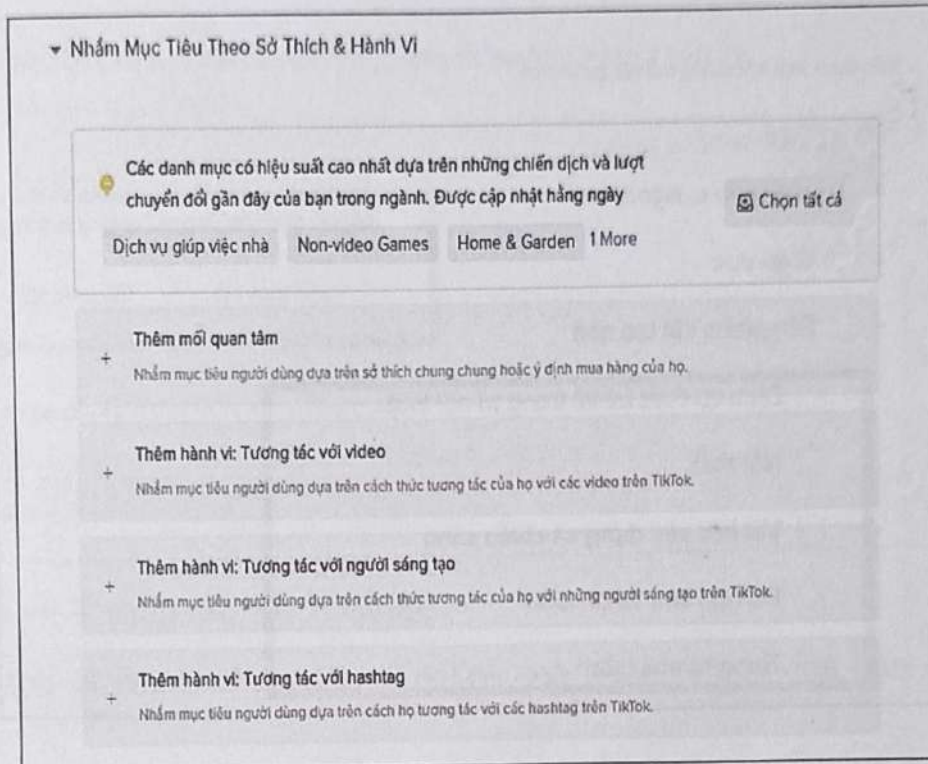 Nhắm Mục Tiêu Theo Sở Thích & Hành Vi
Các danh mục có hiệu suất cao nhất dựa trên những chiến dịch và lượt
chuyển đổi gần đây của bạn trong ngành. Được cập nhật hằng ngày
Chọn tất cả
Dịch vụ giúp việc nhà Non-video Games Home & Garden 1 More
Thêm mối quan tâm
Nhắm mục tiêu người dùng dựa trên sở thích chung chung hoặc ý định mua hàng của họ.
Thêm hành vi: Tương tác với video
Nhắm mục tiêu người dùng dựa trên cách thức tương tác của họ với các video trên TikTok.
Thêm hành vi: Tương tác với người sáng tạo
Nhắm mục tiêu người dùng dựa trên cách thức tương tác của họ với những người sáng tạo trên TikTok.
Thêm hành vi: Tương tác với hashtag
Nhắm mục tiêu người dùng dựa trên cách họ tương tác với các hashtag trên TikTok.